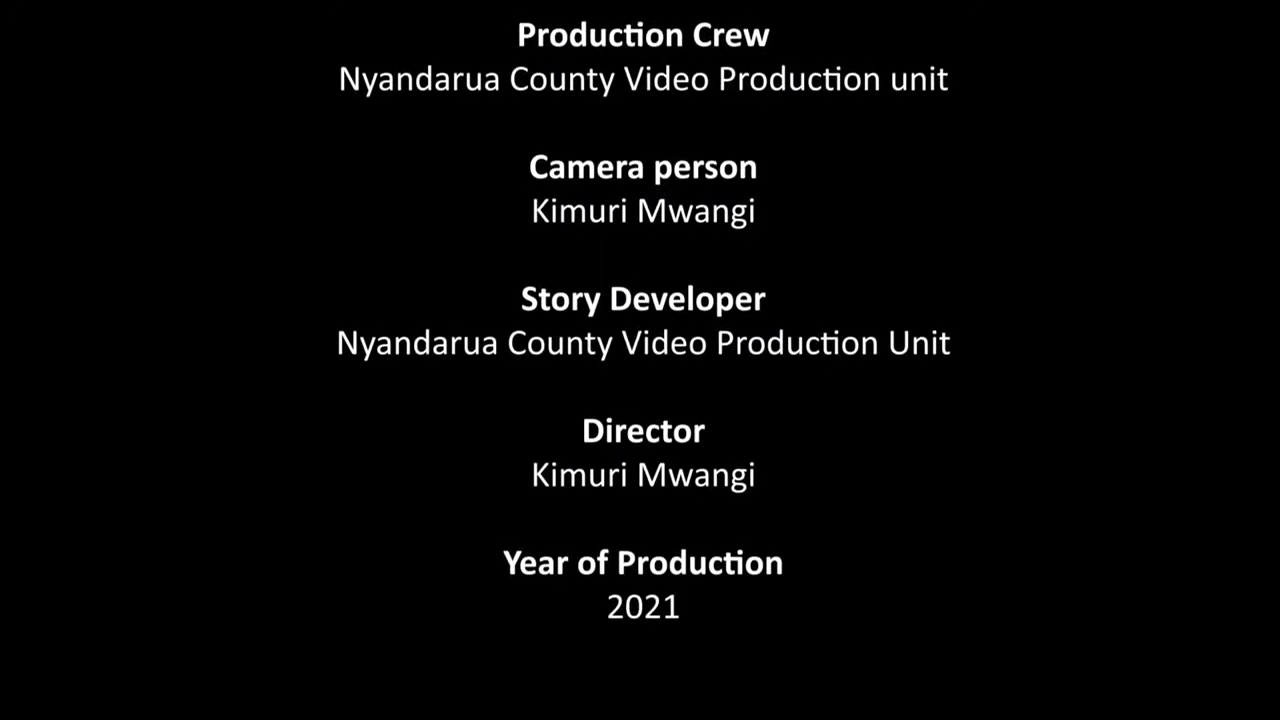 Production Crew
Nyandarua County Video Production unit
Camera person
Kimuri Mwangi
Story Developer
Nyandarua County Video Production Unit
Director
Kimuri Mwangi
Year of Production
2021